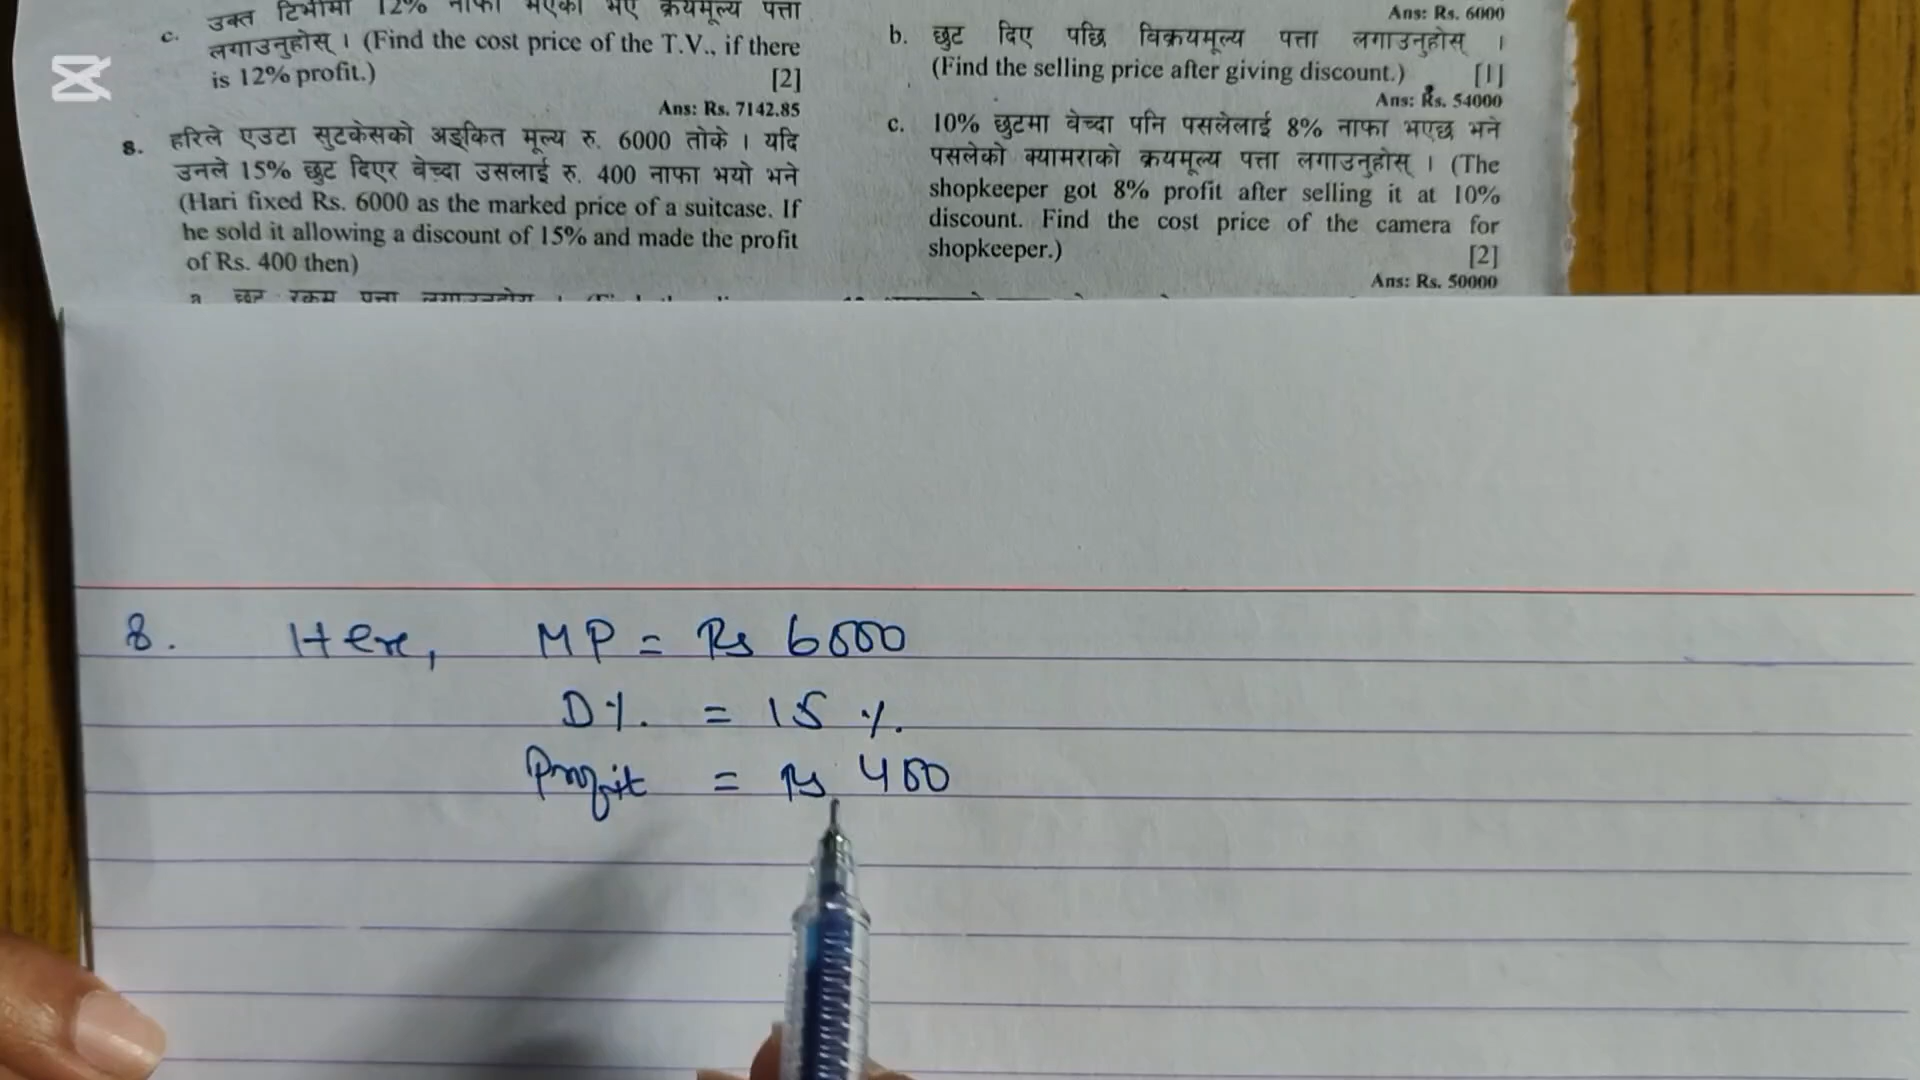 उक्त टिभीमा 12% नाफा भएको भए क्रयमूल्य पत्ता
c. लगाउनुहोस् । (Find the cost price of the T.V., if there
is 12% profit.) [2]
Ans: Rs. 7142.85
8. हरिले एउटा सुटकेसको अङ्कित मूल्य रु. 6000 तोके । यदि
उनले 15% छुट दिएर बेच्दा उसलाई रु. 400 नाफा भयो भने
(Hari fixed Rs. 6000 as the marked price of a suitcase. If
he sold it allowing a discount of 15% and made the profit
of Rs. 400 then)
a छुट रकम पत्ता
Ans: Rs. 6000
b. छुट दिए पछि विक्रयमूल्य पत्ता लगाउनुहोस् ।
(Find the selling price after giving discount.) [1]
Ans: Rs. 54000
c. 10% छुटमा बेच्दा पनि पसलेलाई 8% नाफा भएछ भने
पसलेको क्यामराको क्रयमूल्य पत्ता लगाउनुहोस् । (The
shopkeeper got 8% profit after selling it at 10%
discount. Find the cost price of the camera for
shopkeeper.) [2]
Ans: Rs. 50000
8. Here, MP = Rs 6000
D%. = 15 %.
Profit = Rs 400